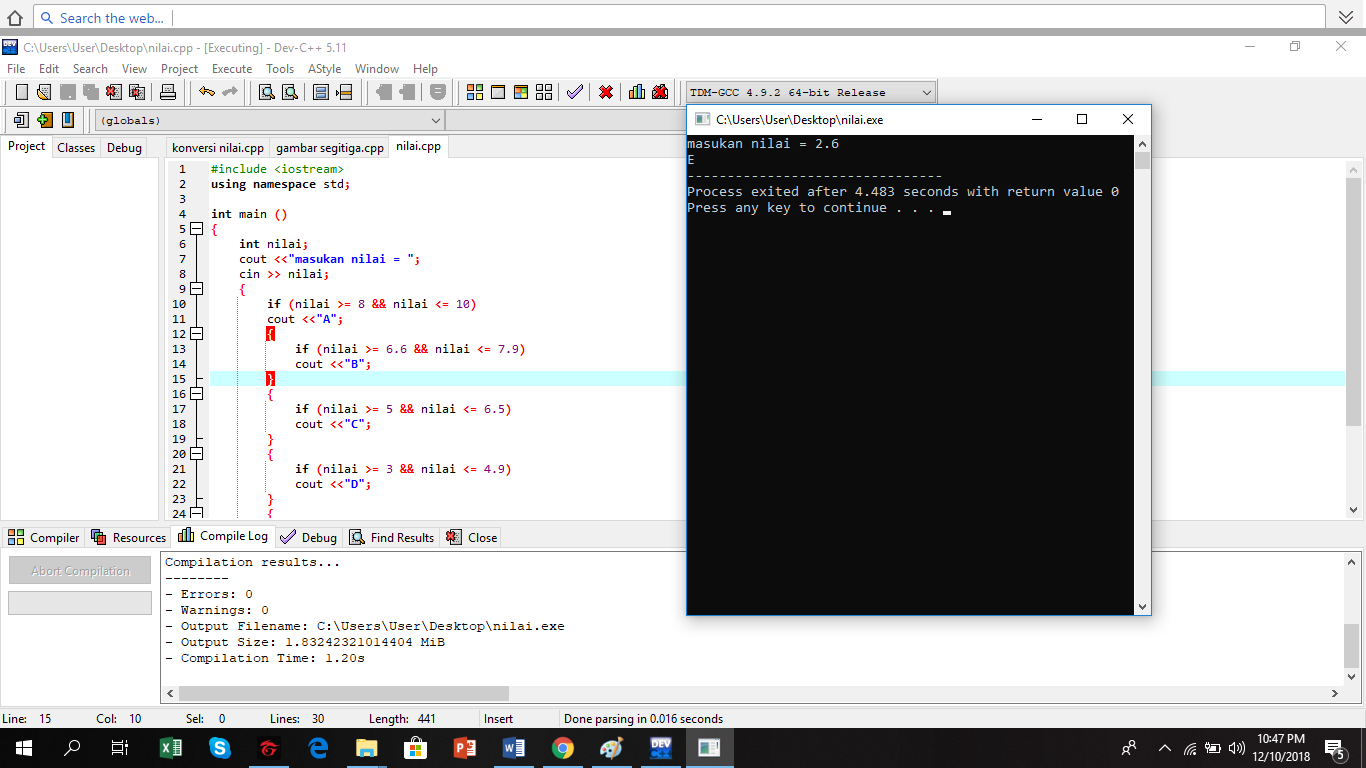 Search the web...
C:\Users\User\Desktop\nilai.cpp - [Executing] - Dev-C++ 5.11
File Edit Search View Project Execute Tools AStyle Window Help
TDM-GCC 4.9.2 64-bit Release
(globals)
Project Classes Debug
konversi nilai.cpp gambar segitiga.cpp nilai.cpp
1 #include <iostream>
2 using namespace std;
3
4 int main ()
5 {
6 int nilai;
7 cout <<"masukan nilai = ";
8 cin >> nilai;
9 {
10 if (nilai >= 8 && nilai <= 10)
11 cout <<"A";
12 {
13 if (nilai >= 6.6 && nilai <= 7.9)
14 cout <<"B";
15 }
16 {
17 if (nilai >= 5 && nilai <= 6.5)
18 cout <<"C";
19 }
20 {
21 if (nilai >= 3 && nilai <= 4.9)
22 cout <<"D";
23 }
24 {
C:\Users\User\Desktop\nilai.exe
masukan nilai = 2.6
E
--------------------------------
Process exited after 4.483 seconds with return value 0
Press any key to continue . . .
Compiler Resources Compile Log Debug Find Results Close
Abort Compilation
Compilation results...
--------
- Errors: 0
- Warnings: 0
- Output Filename: C:\Users\User\Desktop\nilai.exe
- Output Size: 1.83242321014404 MiB
- Compilation Time: 1.20s
Line: 15 Col: 10 Sel: 0 Lines: 30 Length: 441 Insert Done parsing in 0.016 seconds
10:47 PM
12/10/2018
5